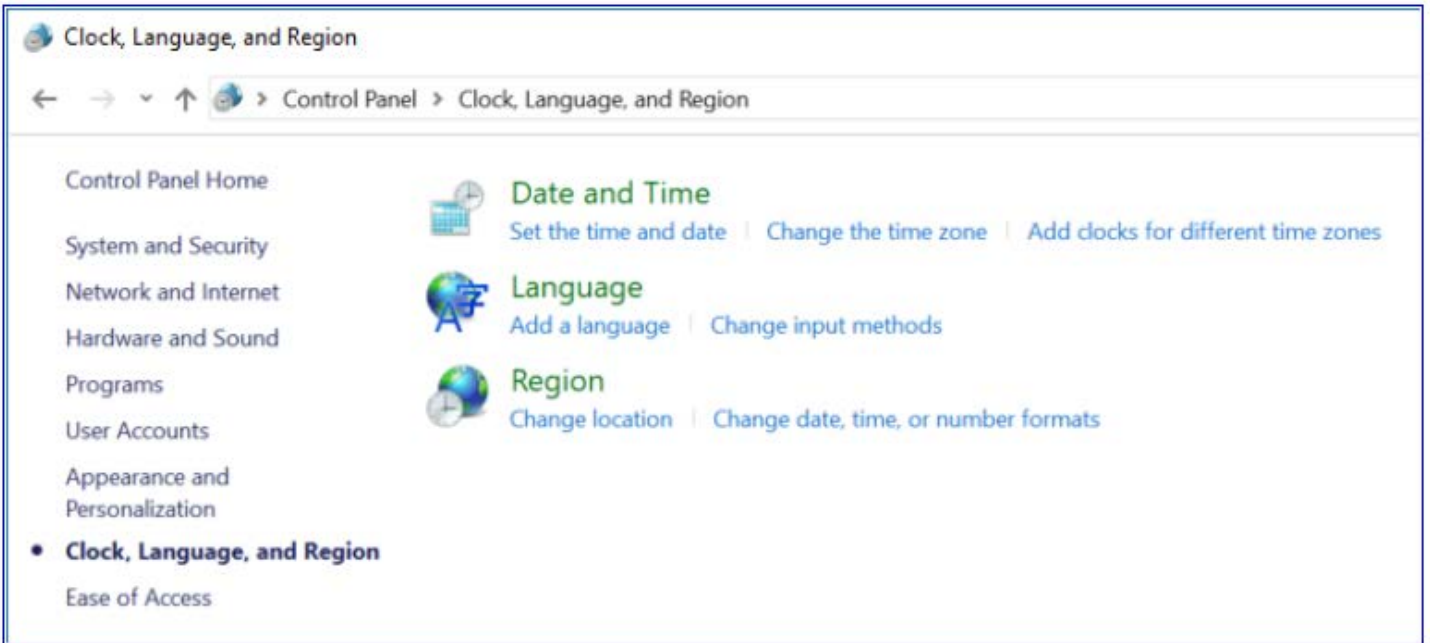 Clock, Language, and Region
Control Panel > Clock, Language, and Region
Control Panel Home
System and Security
Network and Internet
Hardware and Sound
Programs
User Accounts
Appearance and
Personalization
Clock, Language, and Region
Ease of Access
Date and Time
Set the time and date | Change the time zone | Add clocks for different time zones
Language
Add a language | Change input methods
Region
Change location | Change date, time, or number formats